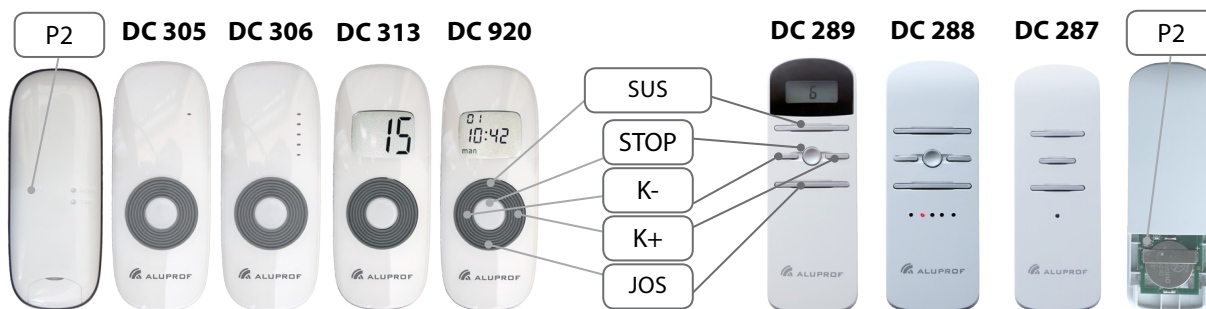 P2
DC 305
DC 306
DC 313
DC 920
DC 289
DC 288
DC 287
P2
SUS
STOP
K-
K+
JOS
15
01
10:42
man
6
ALUPROF
ALUPROF
ALUPROF
ALUPROF
ALUPROF
ALUPROF
ALUPROF